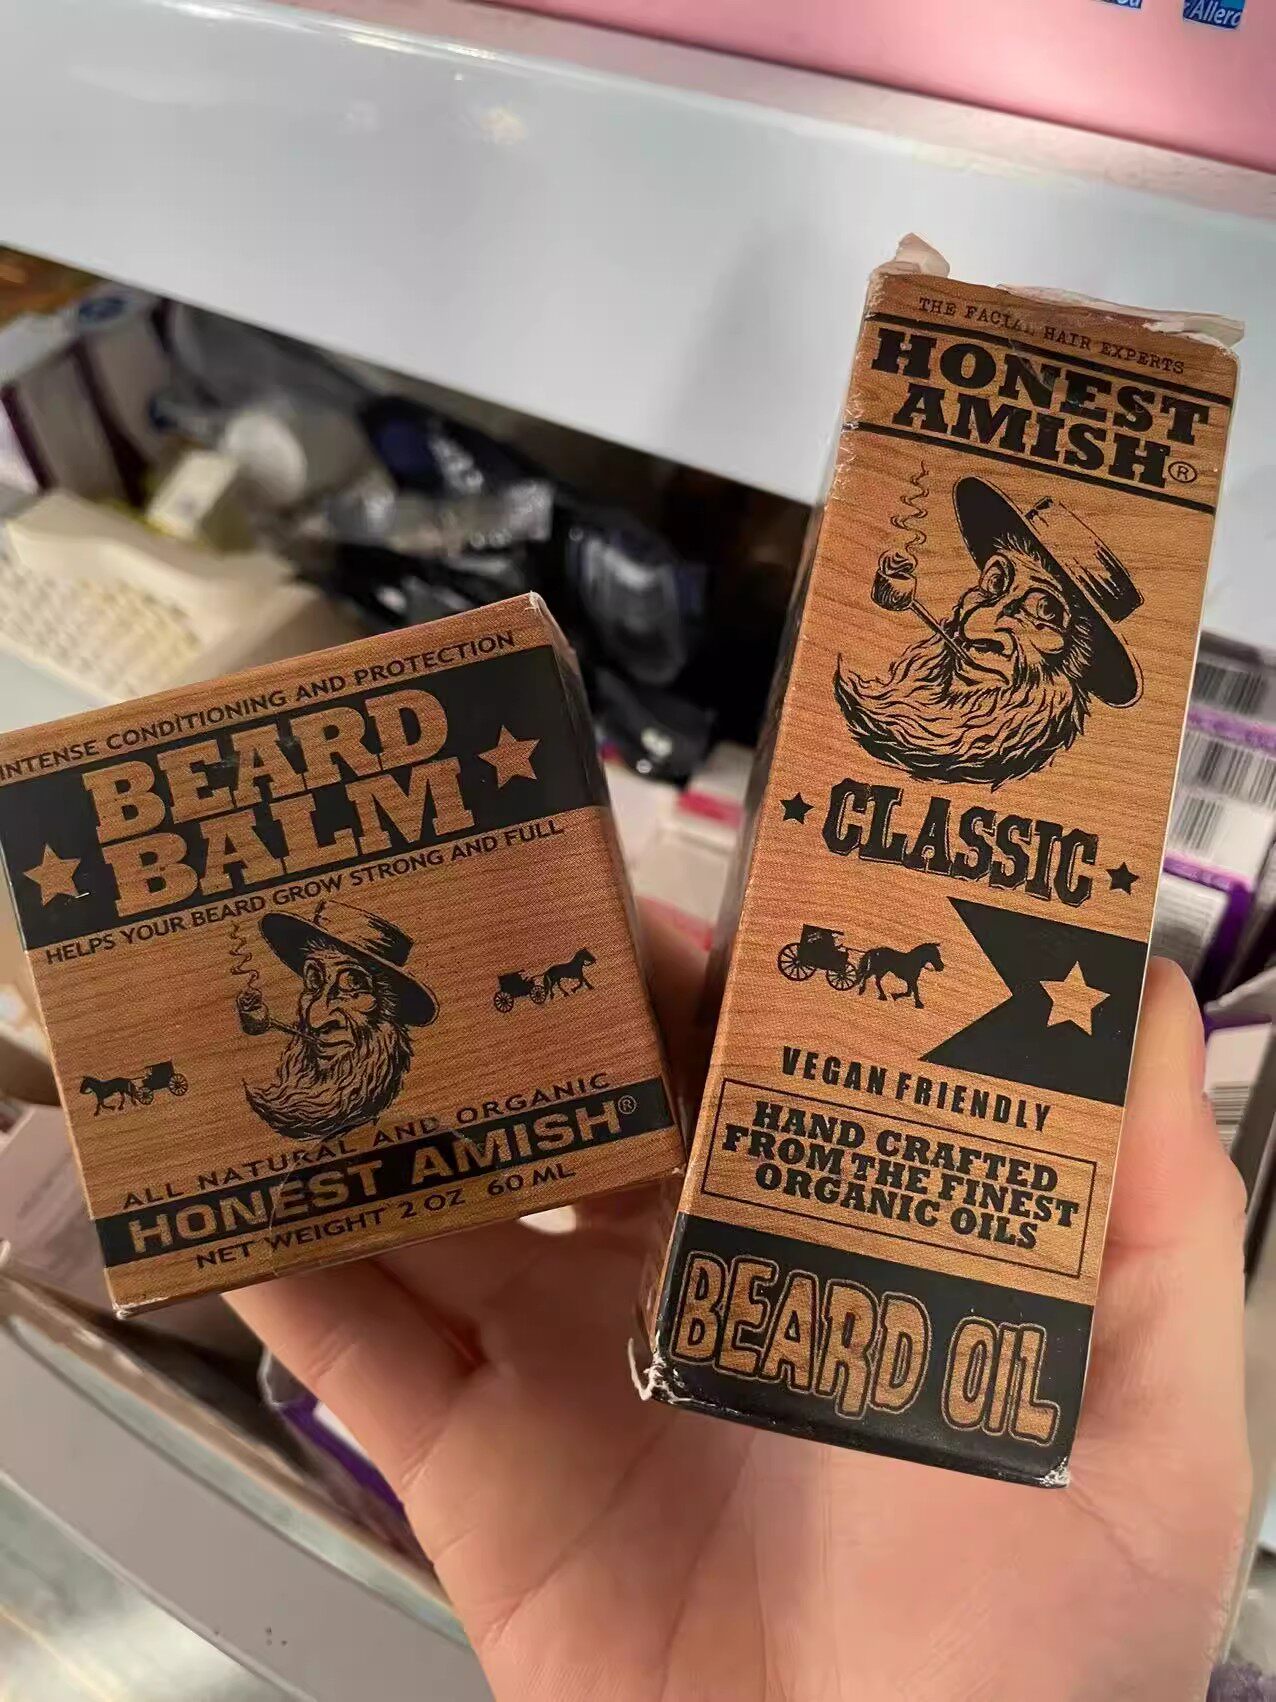 INTENSE CONDITIONING AND PROTECTION
BEARD
BALM
HELPS YOUR BEARD GROW STRONG AND FULL
ALL NATURAL AND ORGANIC
HONEST AMISH®
NET WEIGHT 2 OZ 60 ML
THE FACIAL HAIR EXPERTS
HONEST
AMISH®
CLASSIC
VEGAN FRIENDLY
HAND CRAFTED
FROM THE FINEST
ORGANIC OILS
BEARD OIL